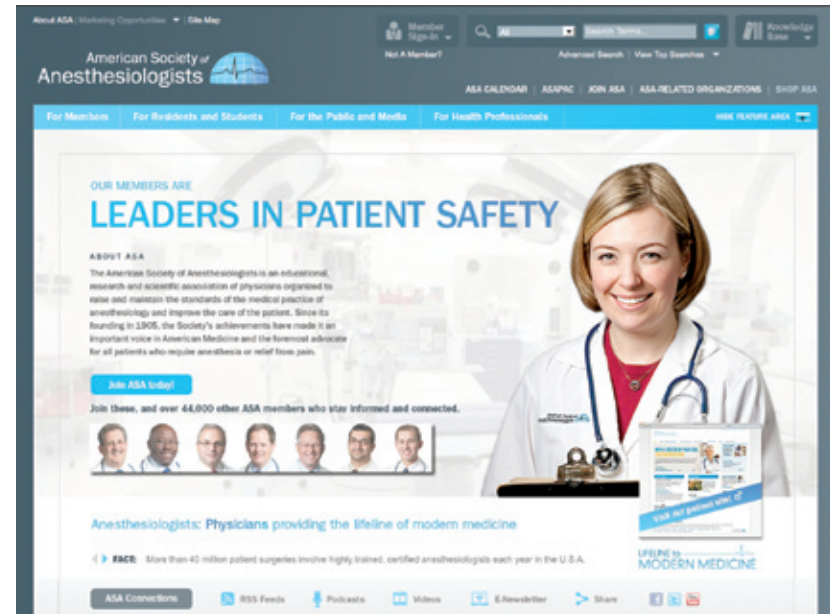 About ASA | Marketing Opportunities | Site Map
Member
Sign-In
All
Search Terms...
Knowledge
Base
Not A Member?
Advanced Search | View Top Searches
American Society of
Anesthesiologists
ASA CALENDAR | ASAPAC | JOIN ASA | ASA-RELATED ORGANIZATIONS | SHOP ASA
For Members
For Residents and Students
For the Public and Media
For Health Professionals
HIDE FEATURE AREA
OUR MEMBERS ARE
LEADERS IN PATIENT SAFETY
ABOUT ASA
The American Society of Anesthesiologists is an educational,
research and scientific association of physicians organized to
raise and maintain the standards of the medical practice of
anesthesiology and improve the care of the patient. Since its
founding in 1905, the Society's achievements have made it an
important voice in American Medicine and the foremost advocate
for all patients who require anesthesia or relief from pain.
Join ASA today!
Join these, and over 44,000 other ASA members who stay informed and connected.
Visit our patient site!
Anesthesiologists: Physicians providing the lifeline of modern medicine
FACT: More than 40 million patient surgeries involve highly trained, certified anesthesiologists each year in the U.S.A.
LIFELINE to
MODERN MEDICINE
ASA Connections
RSS Feeds
Podcasts
Videos
E-Newsletter
Share